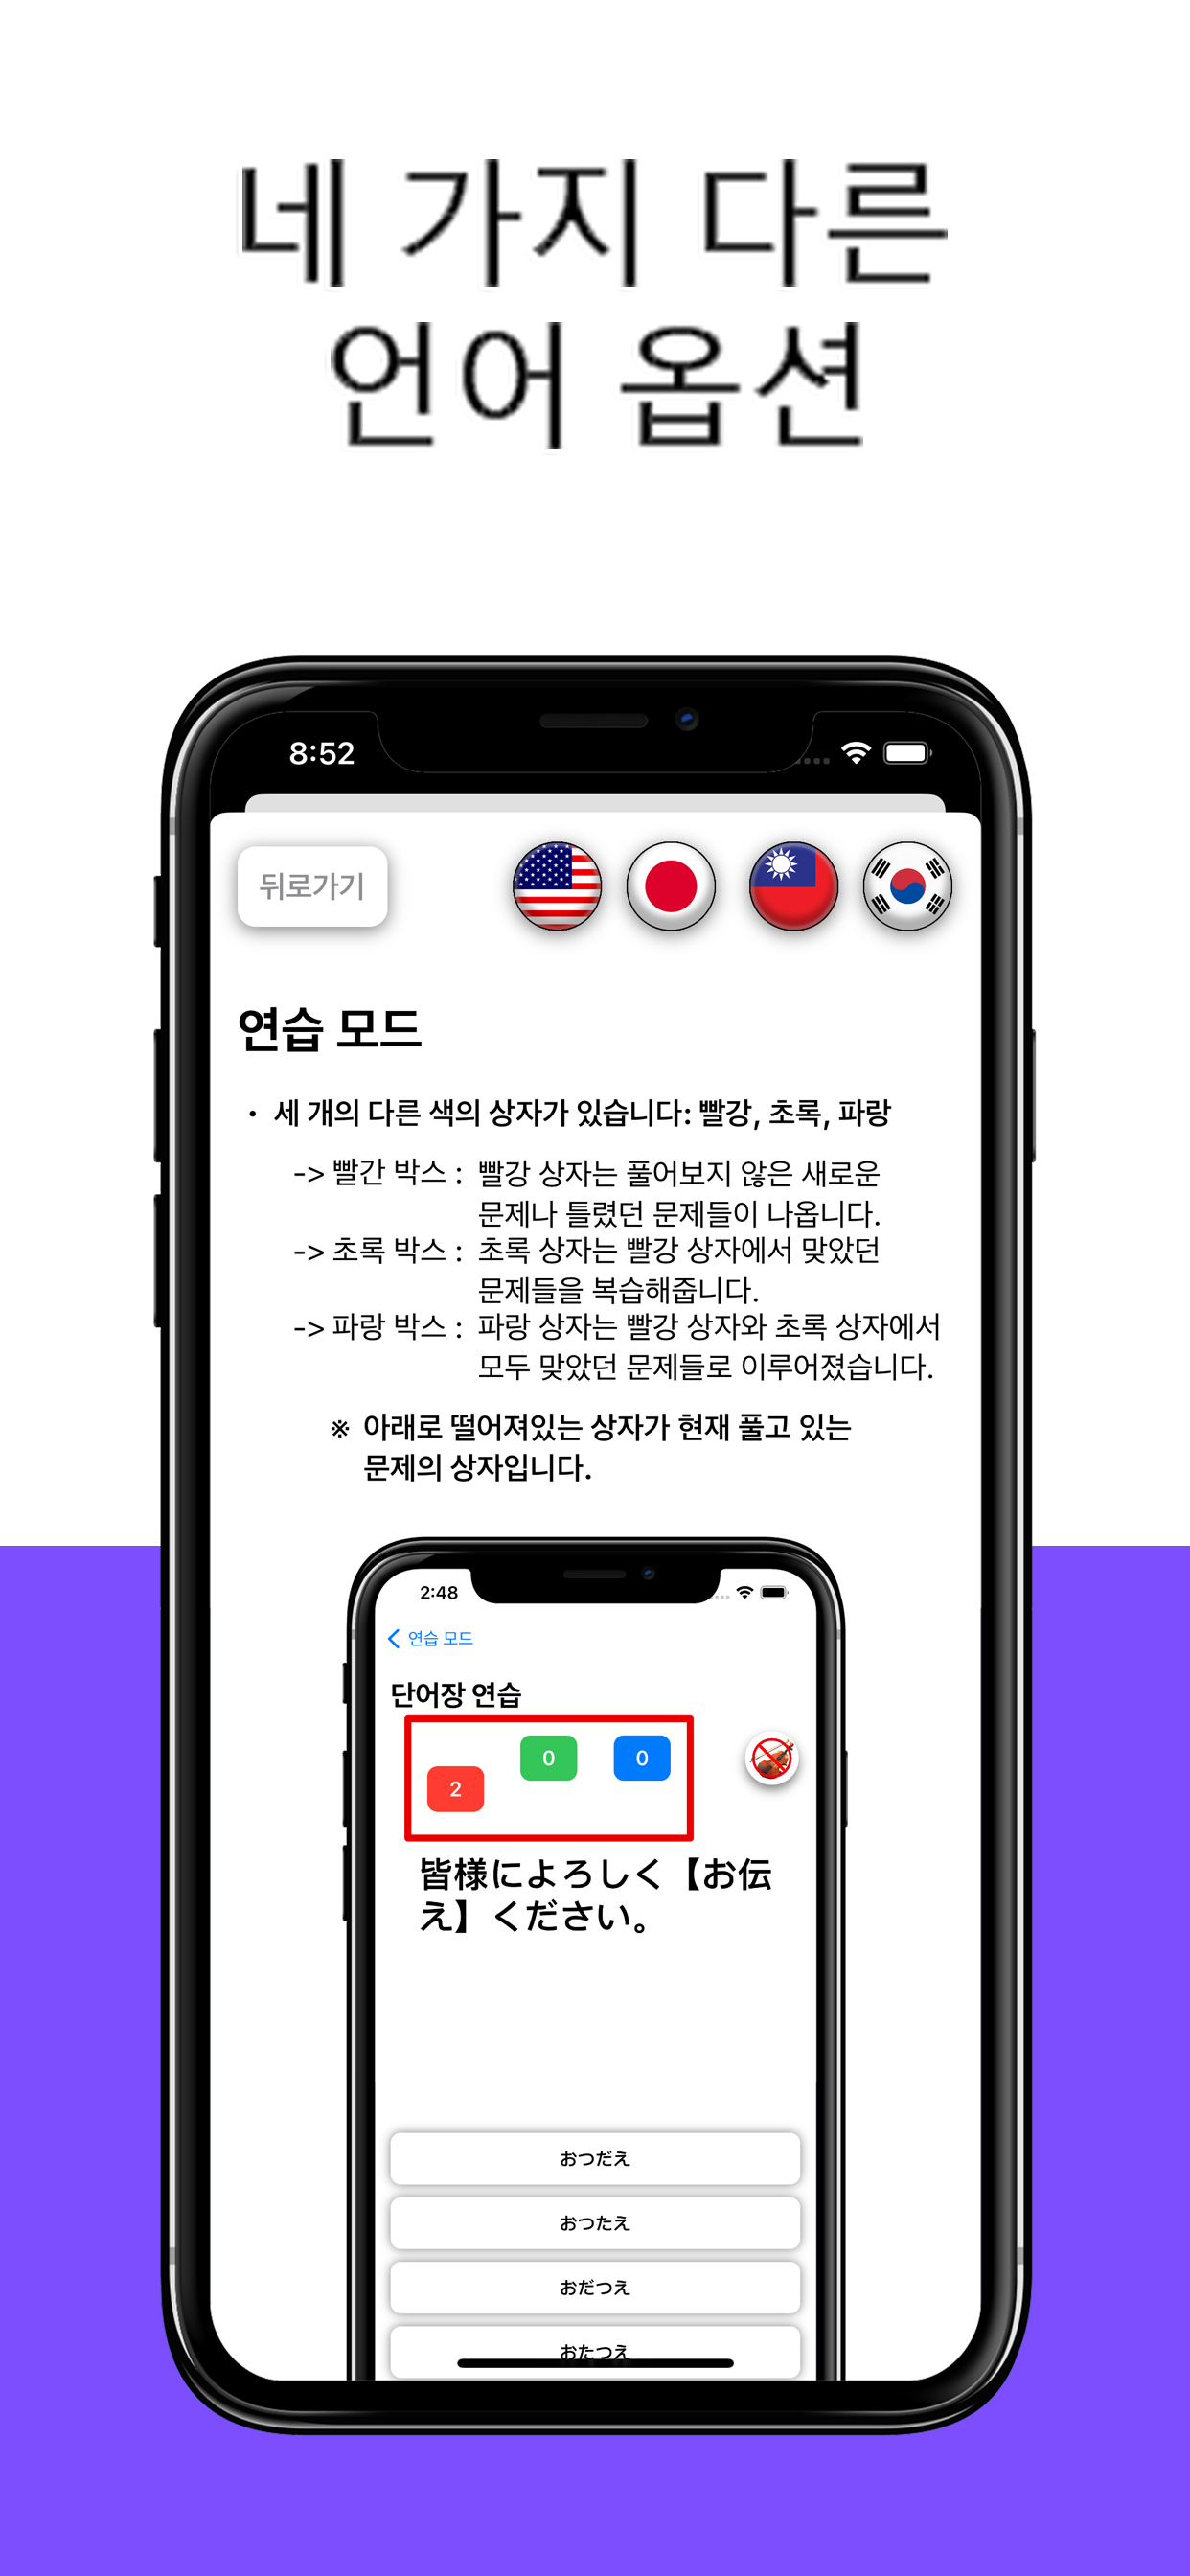 네 가지 다른
언어 옵션
8:52
뒤로가기
연습 모드
• 세 개의 다른 색의 상자가 있습니다: 빨강, 초록, 파랑
-> 빨간 박스 : 빨강 상자는 풀어보지 않은 새로운
문제나 틀렸던 문제들이 나옵니다.
-> 초록 박스 : 초록 상자는 빨강 상자에서 맞았던
문제들을 복습해줍니다.
-> 파랑 박스 : 파랑 상자는 빨강 상자와 초록 상자에서
모두 맞았던 문제들로 이루어졌습니다.
※ 아래로 떨어져있는 상자가 현재 풀고 있는
문제의 상자입니다.
2:48
연습 모드
단어장 연습
2 0 0
皆様によろしく【お伝
え】ください。
おつだえ
おつたえ
おだつえ
おたつえ